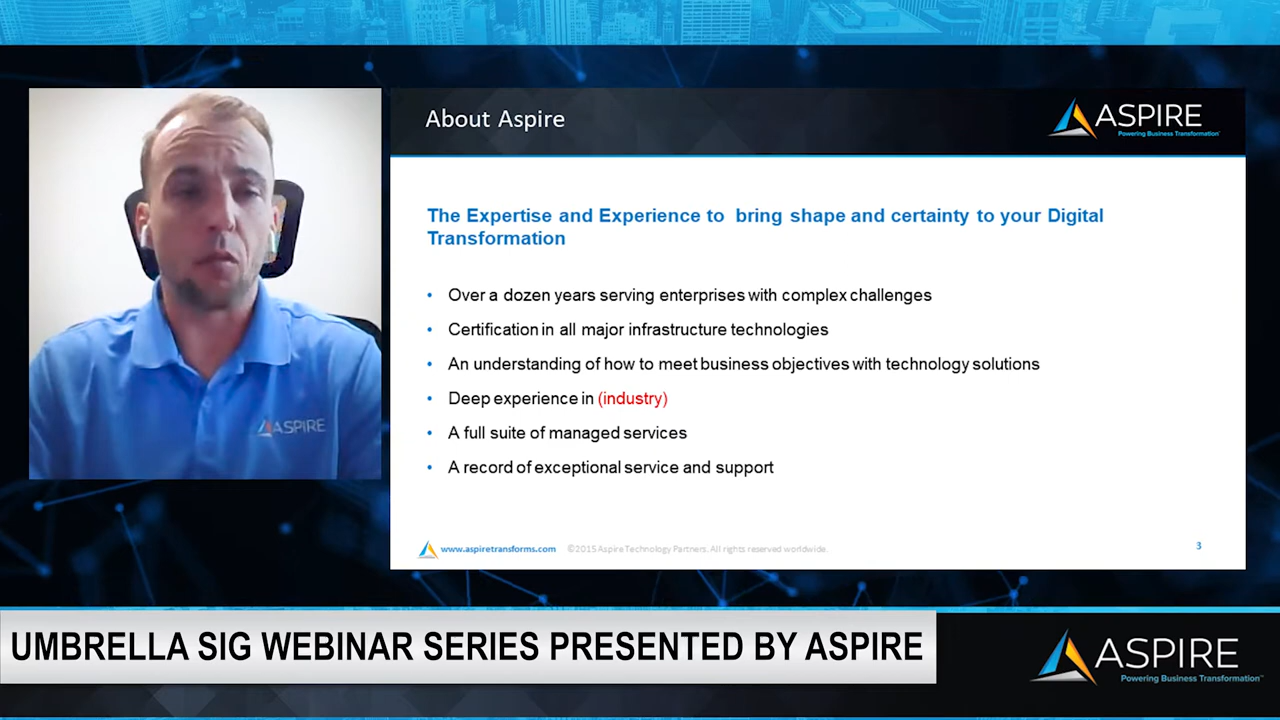 About Aspire
ASPIRE
Powering Business Transformation™
The Expertise and Experience to bring shape and certainty to your Digital
Transformation
• Over a dozen years serving enterprises with complex challenges
• Certification in all major infrastructure technologies
• An understanding of how to meet business objectives with technology solutions
• Deep experience in (industry)
• A full suite of managed services
• A record of exceptional service and support
ASPIRE
www.aspiretransforms.com ©2015 Aspire Technology Partners. All rights reserved worldwide. 3
UMBRELLA SIG WEBINAR SERIES PRESENTED BY ASPIRE
ASPIRE
Powering Business Transformation™